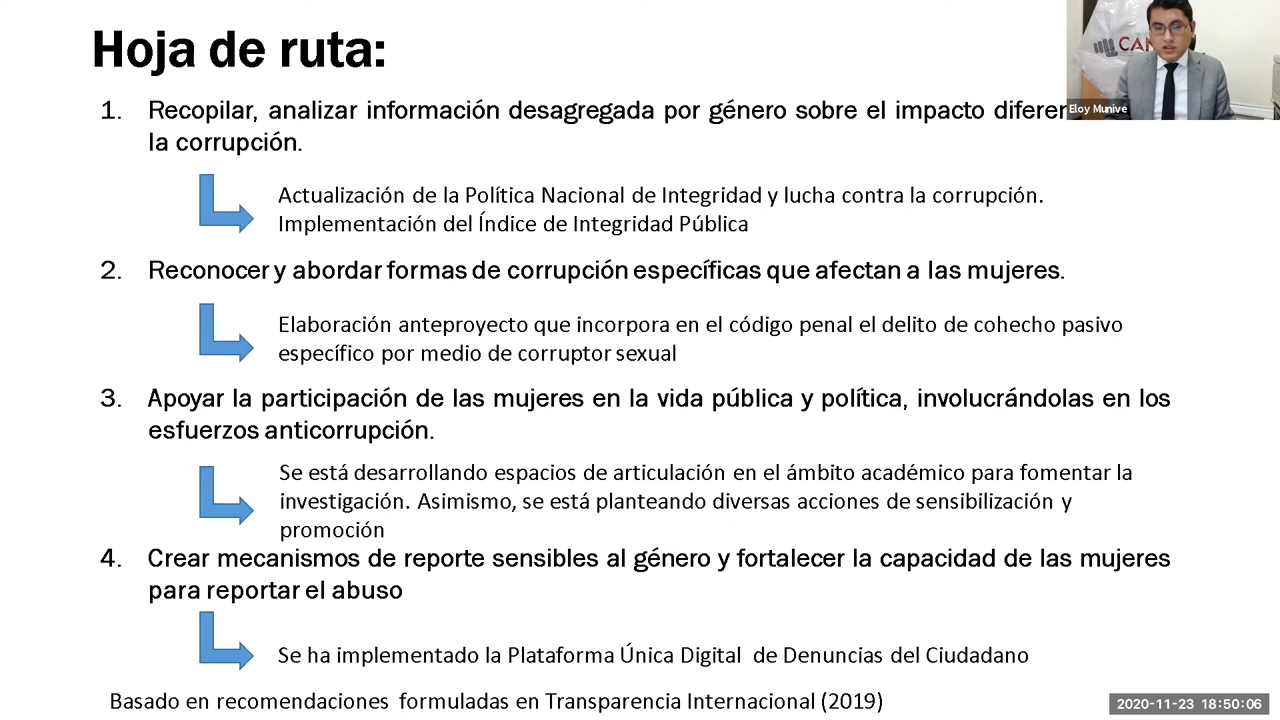 Hoja de ruta:
1. Recopilar, analizar información desagregada por género sobre el impacto
la corrupción.
Actualización de la Política Nacional de Integridad y lucha contra la corrupción.
Implementación del Índice de Integridad Pública
2. Reconocer y abordar formas de corrupción específicas que afectan a las mujeres.
Elaboración anteproyecto que incorpora en el código penal el delito de cohecho pasivo
específico por medio de corruptor sexual
3. Apoyar la participación de las mujeres en la vida pública y política, involucrándolas en los
esfuerzos anticorrupción.
Se está desarrollando espacios de articulación en el ámbito académico para fomentar la
investigación. Asimismo, se está planteando diversas acciones de sensibilización y
promoción
4. Crear mecanismos de reporte sensibles al género y fortalecer la capacidad de las mujeres
para reportar el abuso
Se ha implementado la Plataforma Única Digital de Denuncias del Ciudadano
Basado en recomendaciones formuladas en Transparencia Internacional (2019)
Eloy Munive
2020-11-23 18:50:06